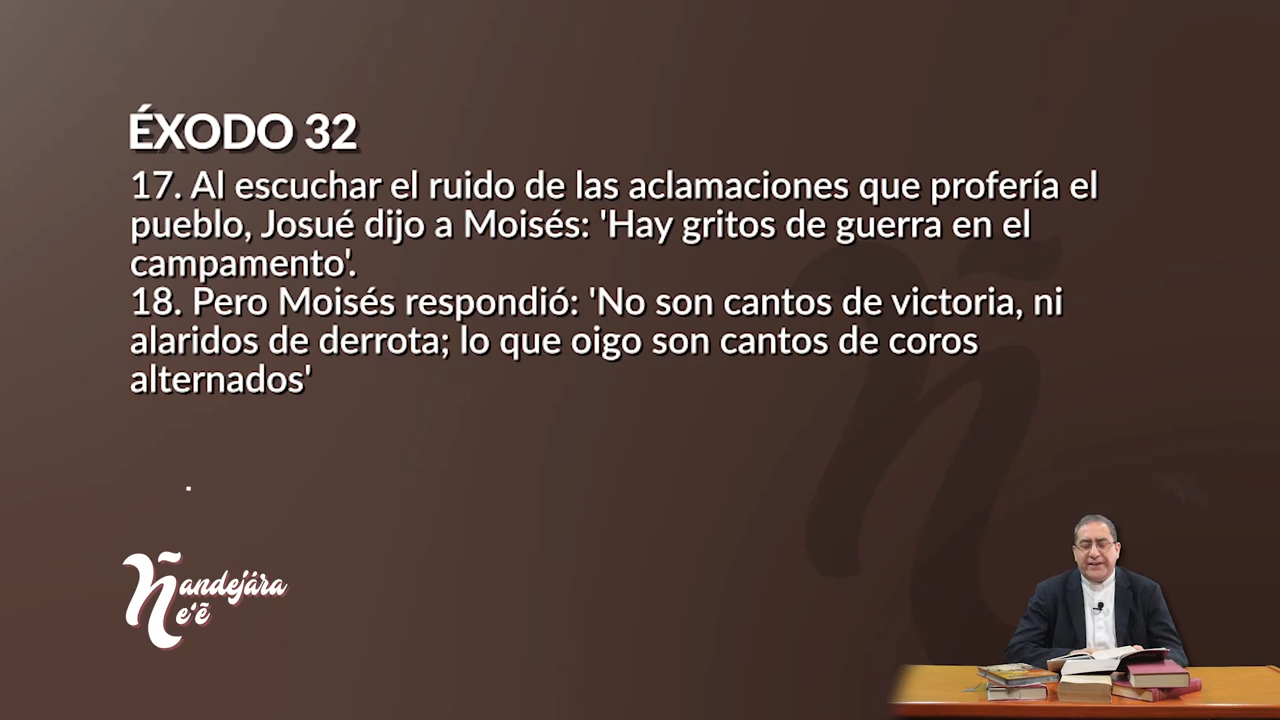 ÉXODO 32
17. Al escuchar el ruido de las aclamaciones que profería el
pueblo, Josué dijo a Moisés: 'Hay gritos de guerra en el
campamento'.
18. Pero Moisés respondió: 'No son cantos de victoria, ni
alaridos de derrota; lo que oigo son cantos de coros
alternados'
.
Ñandejára
Ñe'ẽ